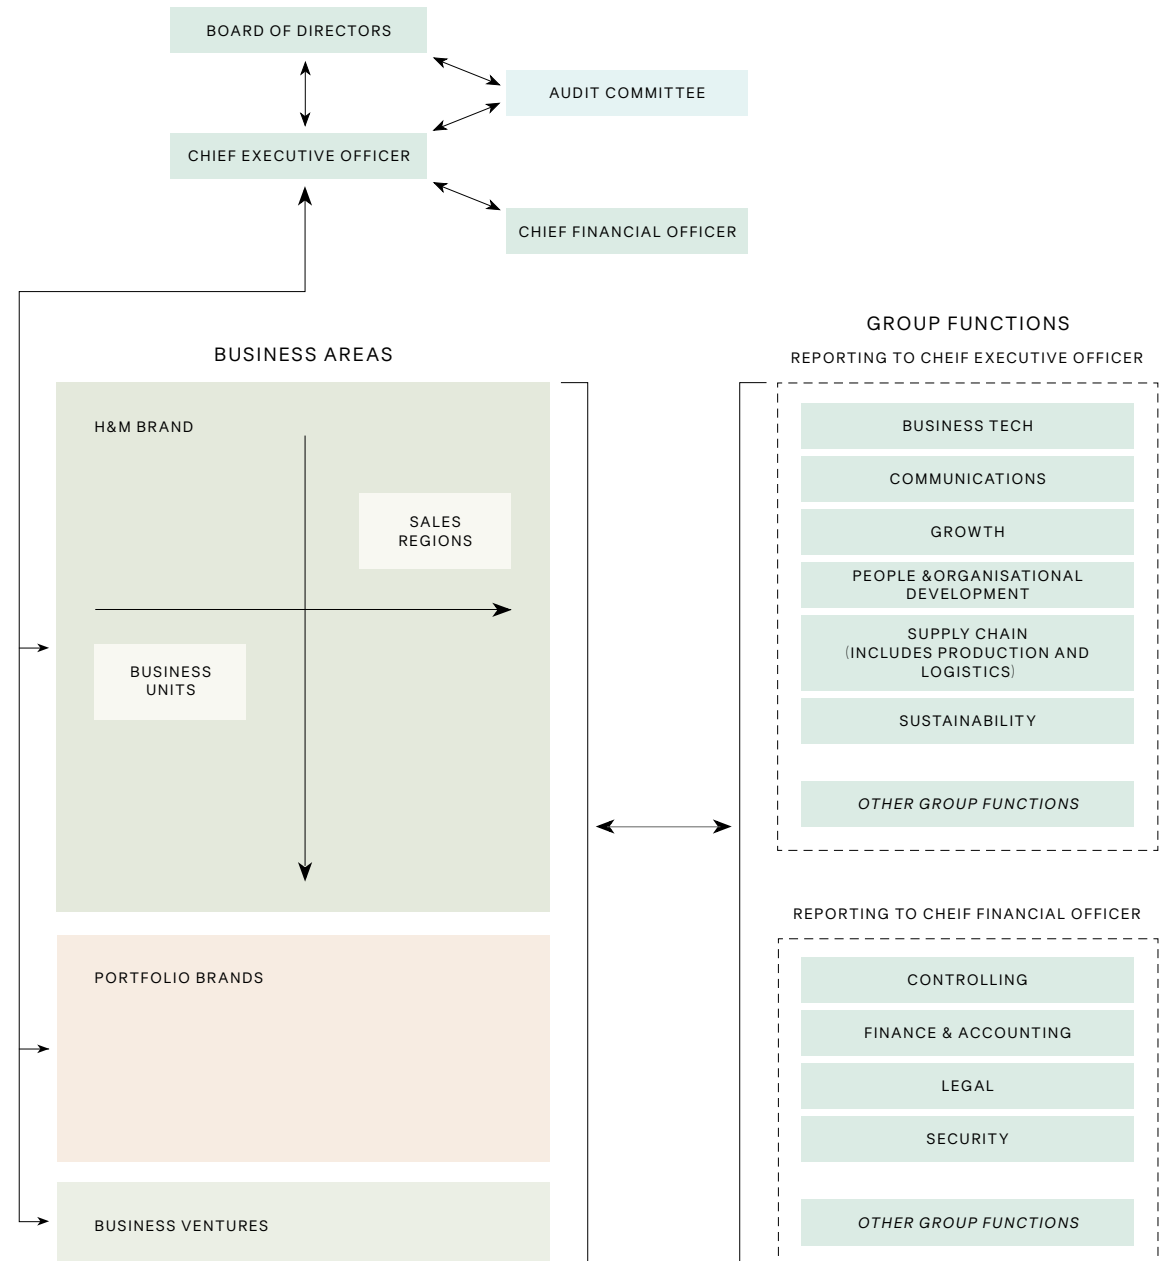 BOARD OF DIRECTORS
AUDIT COMMITTEE
CHIEF EXECUTIVE OFFICER
CHIEF FINANCIAL OFFICER
BUSINESS AREAS
H&M BRAND
SALES
REGIONS
BUSINESS
UNITS
PORTFOLIO BRANDS
BUSINESS VENTURES
GROUP FUNCTIONS
REPORTING TO CHEIF EXECUTIVE OFFICER
BUSINESS TECH
COMMUNICATIONS
GROWTH
PEOPLE &ORGANISATIONAL
DEVELOPMENT
SUPPLY CHAIN
(INCLUDES PRODUCTION AND
LOGISTICS)
SUSTAINABILITY
OTHER GROUP FUNCTIONS
REPORTING TO CHEIF FINANCIAL OFFICER
CONTROLLING
FINANCE & ACCOUNTING
LEGAL
SECURITY
OTHER GROUP FUNCTIONS